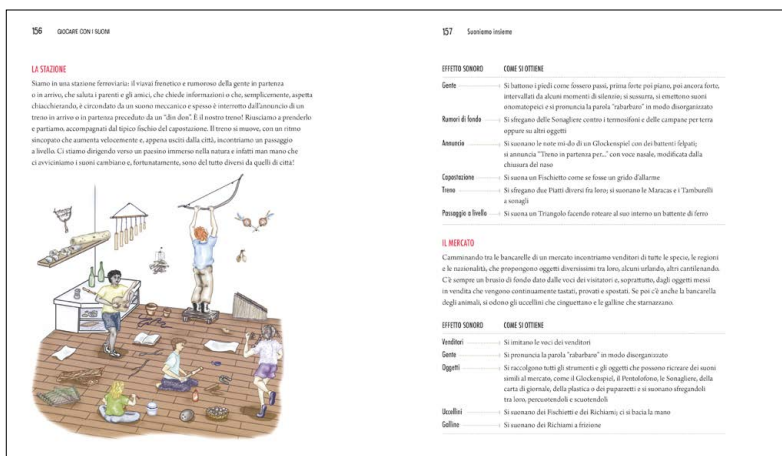 156 GIOCARE CON I SUONI
LA STAZIONE
Siamo in una stazione ferroviaria: il viavai frenetico e rumoroso della gente in partenza
o in arrivo, che saluta i parenti e gli amici, che chiede informazioni o che, semplicemente, aspetta
chiacchierando, è circondato da un suono meccanico e spesso è interrotto dall'annuncio di un
treno in arrivo o in partenza preceduto da un "din don". È il nostro treno! Riusciamo a prenderlo
e partiamo, accompagnati dal tipico fischio del capostazione. Il treno si muove, con un ritmo
sincopato che aumenta velocemente e, appena usciti dalla città, incontriamo un passaggio
a livello. Ci stiamo dirigendo verso un paesino immerso nella natura e infatti man mano che
ci avviciniamo i suoni cambiano e, fortunatamente, sono del tutto diversi da quelli di città!
157 Suoniamo insieme
EFFETTO SONORO COME SI OTTIENE
Gente Si battono i piedi come fossero passi, prima forte poi piano, poi ancora forte,
intervallati da alcuni momenti di silenzio; si sussurra, si emettono suoni
onomatopeici e si pronuncia la parola "rabarbaro" in modo disorganizzato
Rumori di fondo Si sfregano delle Sonagliere contro i termosifoni e delle campane per terra
oppure su altri oggetti
Annuncio Si suonano le note mi-do di un Glockenspiel con dei battenti felpati;
si annuncia "Treno in partenza per..." con voce nasale, modificata dalla
chiusura del naso
Capostazione Si suona un Fischietto come se fosse un grido d'allarme
Treno Si sfregano due Piatti diversi fra loro; si suonano le Maracas e i Tamburelli
a sonagli
Passaggio a livello Si suona un Triangolo facendo roteare al suo interno un battente di ferro
IL MERCATO
Camminando tra le bancarelle di un mercato incontriamo venditori di tutte le specie, le regioni
e le nazionalità, che propongono oggetti diversissimi tra loro, alcuni urlando, altri cantilenando.
C'è sempre un brusio di fondo dato dalle voci dei visitatori e, soprattutto, dagli oggetti messi
in vendita che vengono continuamente tastati, provati e spostati. Se poi c'è anche la bancarella
degli animali, si odono gli uccellini che cinguettano e le galline che starnazzano.
EFFETTO SONORO COME SI OTTIENE
Venditori Si imitano le voci dei venditori
Gente Si pronuncia la parola "rabarbaro" in modo disorganizzato
Oggetti Si raccolgono tutti gli strumenti e gli oggetti che possono ricreare dei suoni
simili al mercato, come il Glockenspiel, il Pentolofono, le Sonagliere, della
carta di giornale, della plastica o dei pupazzetti e si suonano sfregandoli
tra loro, percuotendoli e scuotendoli
Uccellini Si suonano dei Fischietti e dei Richiami; ci si bacia la mano
Galline Si suonano dei Richiami a frizione